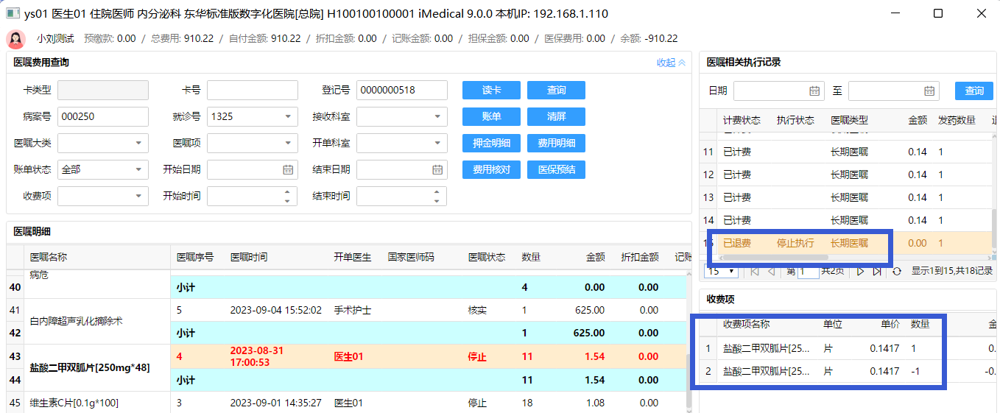 ys01 医生01 住院医师 内分泌科 东华标准版数字化医院[总院] H100100100001 iMedical 9.0.0 本机IP: 192.168.1.110
小刘测试 预缴款: 0.00 / 总费用: 910.22 / 自付金额: 910.22 / 折扣金额: 0.00 / 记账金额: 0.00 / 担保金额: 0.00 / 医保费用: 0.00 / 余额: -910.22
医嘱费用查询 收起
卡类型 卡号 登记号 0000000518 读卡 查询
病案号 000250 就诊号 1325 接收科室 账单 清屏
医嘱大类 医嘱项 开单科室 押金明细 费用明细
账单状态 全部 开始日期 结束日期 费用核对 医保预结
收费项 开始时间 结束时间
医嘱明细
医嘱名称 医嘱序号 医嘱时间 开单医生 国家医师码 医嘱状态 数量 金额 折扣金额 记账
病危
40 小计 4 0.00 0.00
41 白内障超声乳化摘除术 5 2023-09-04 15:52:02 手术护士 核实 1 625.00 0.00
42 小计 1 625.00 0.00
43 盐酸二甲双胍片[250mg*48] 4 2023-08-31 17:00:53 医生01 停止 11 1.54 0.00
44 小计 11 1.54 0.00
45 维生素C片[0.1g*100] 3 2023-09-01 14:35:27 医生01 停止 18 1.08 0.00
医嘱相关执行记录
日期 至 查询
计费状态 执行状态 医嘱类型 金额 发药数量
11 已计费 长期医嘱 0.14 1
12 已计费 长期医嘱 0.14 1
13 已计费 长期医嘱 0.14 1
14 已计费 长期医嘱 0.14 1
15 已退费 停止执行 长期医嘱 0.00 1
15 第 1 共2页 显示1到15,共18记录
收费项
收费项名称 单位 单价 数量 金
1 盐酸二甲双胍片[25... 片 0.1417 1 0.
2 盐酸二甲双胍片[25... 片 0.1417 -1 -0.